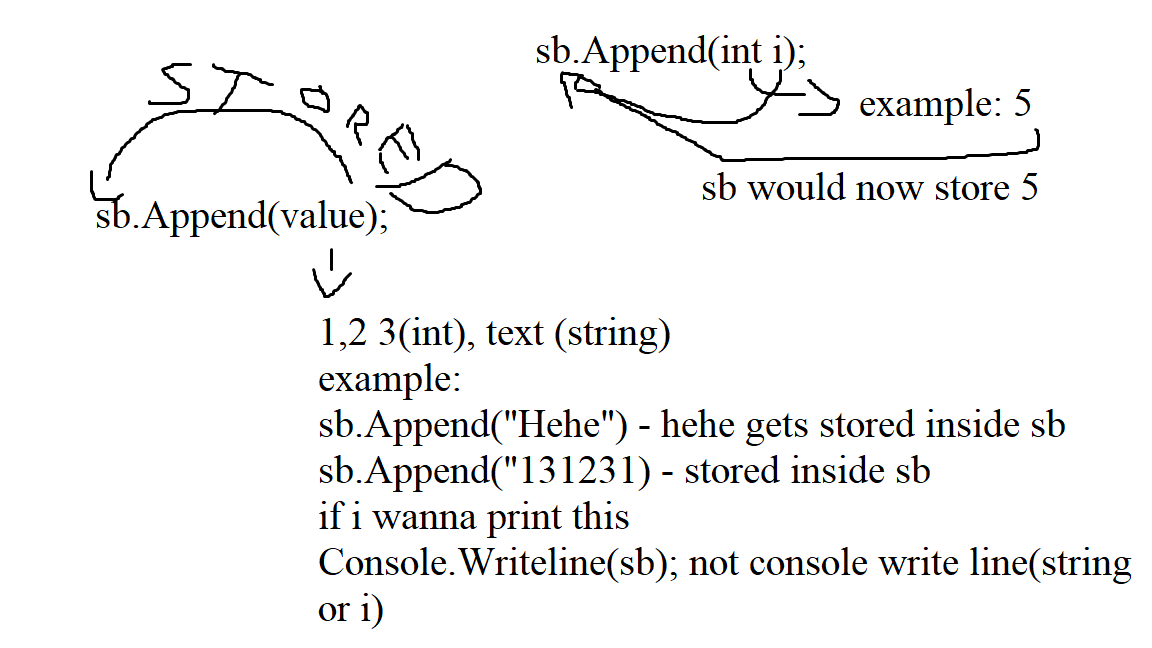 STORE
sb.Append(value);
sb.Append(int i);
example: 5
sb would now store 5
1,2 3(int), text (string)
example:
sb.Append("Hehe") - hehe gets stored inside sb
sb.Append("131231) - stored inside sb
if i wanna print this
Console.Writeline(sb); not console write line(string
or i)